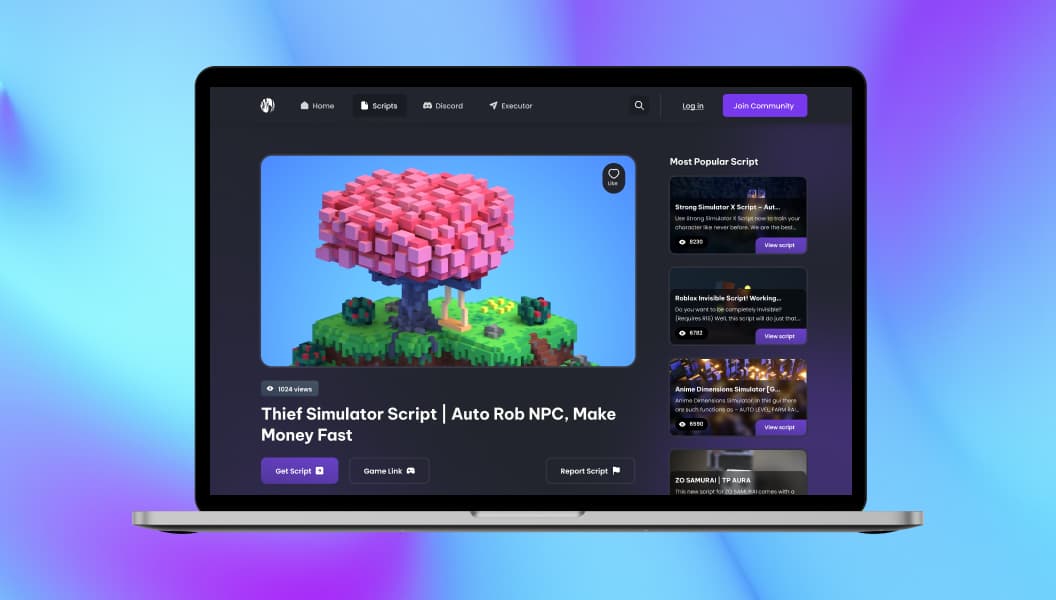 Home
Scripts
Discord
Executor
Log in
Join Community
Like
1024 views
Thief Simulator Script | Auto Rob NPC, Make
Money Fast
Get Script
Game Link
Report Script
Most Popular Script
Strong Simulator X Script – Aut...
Use Strong Simulator X Script now to train your
character like never before. We are the best...
8230
View script
Roblox Invisible Script! Working...
Do you want to be completely Invisible?
(Requires R15) Well, this script will do just that...
6782
View script
Anime Dimensions Simulator [G...
Anime Dimensions Simulator, In this gui there
are such functions as – AUTO LEVEL, FARM RAI...
6590
View script
ZO SAMURAI | TP AURA
This new script for ZO SAMURAI comes with a